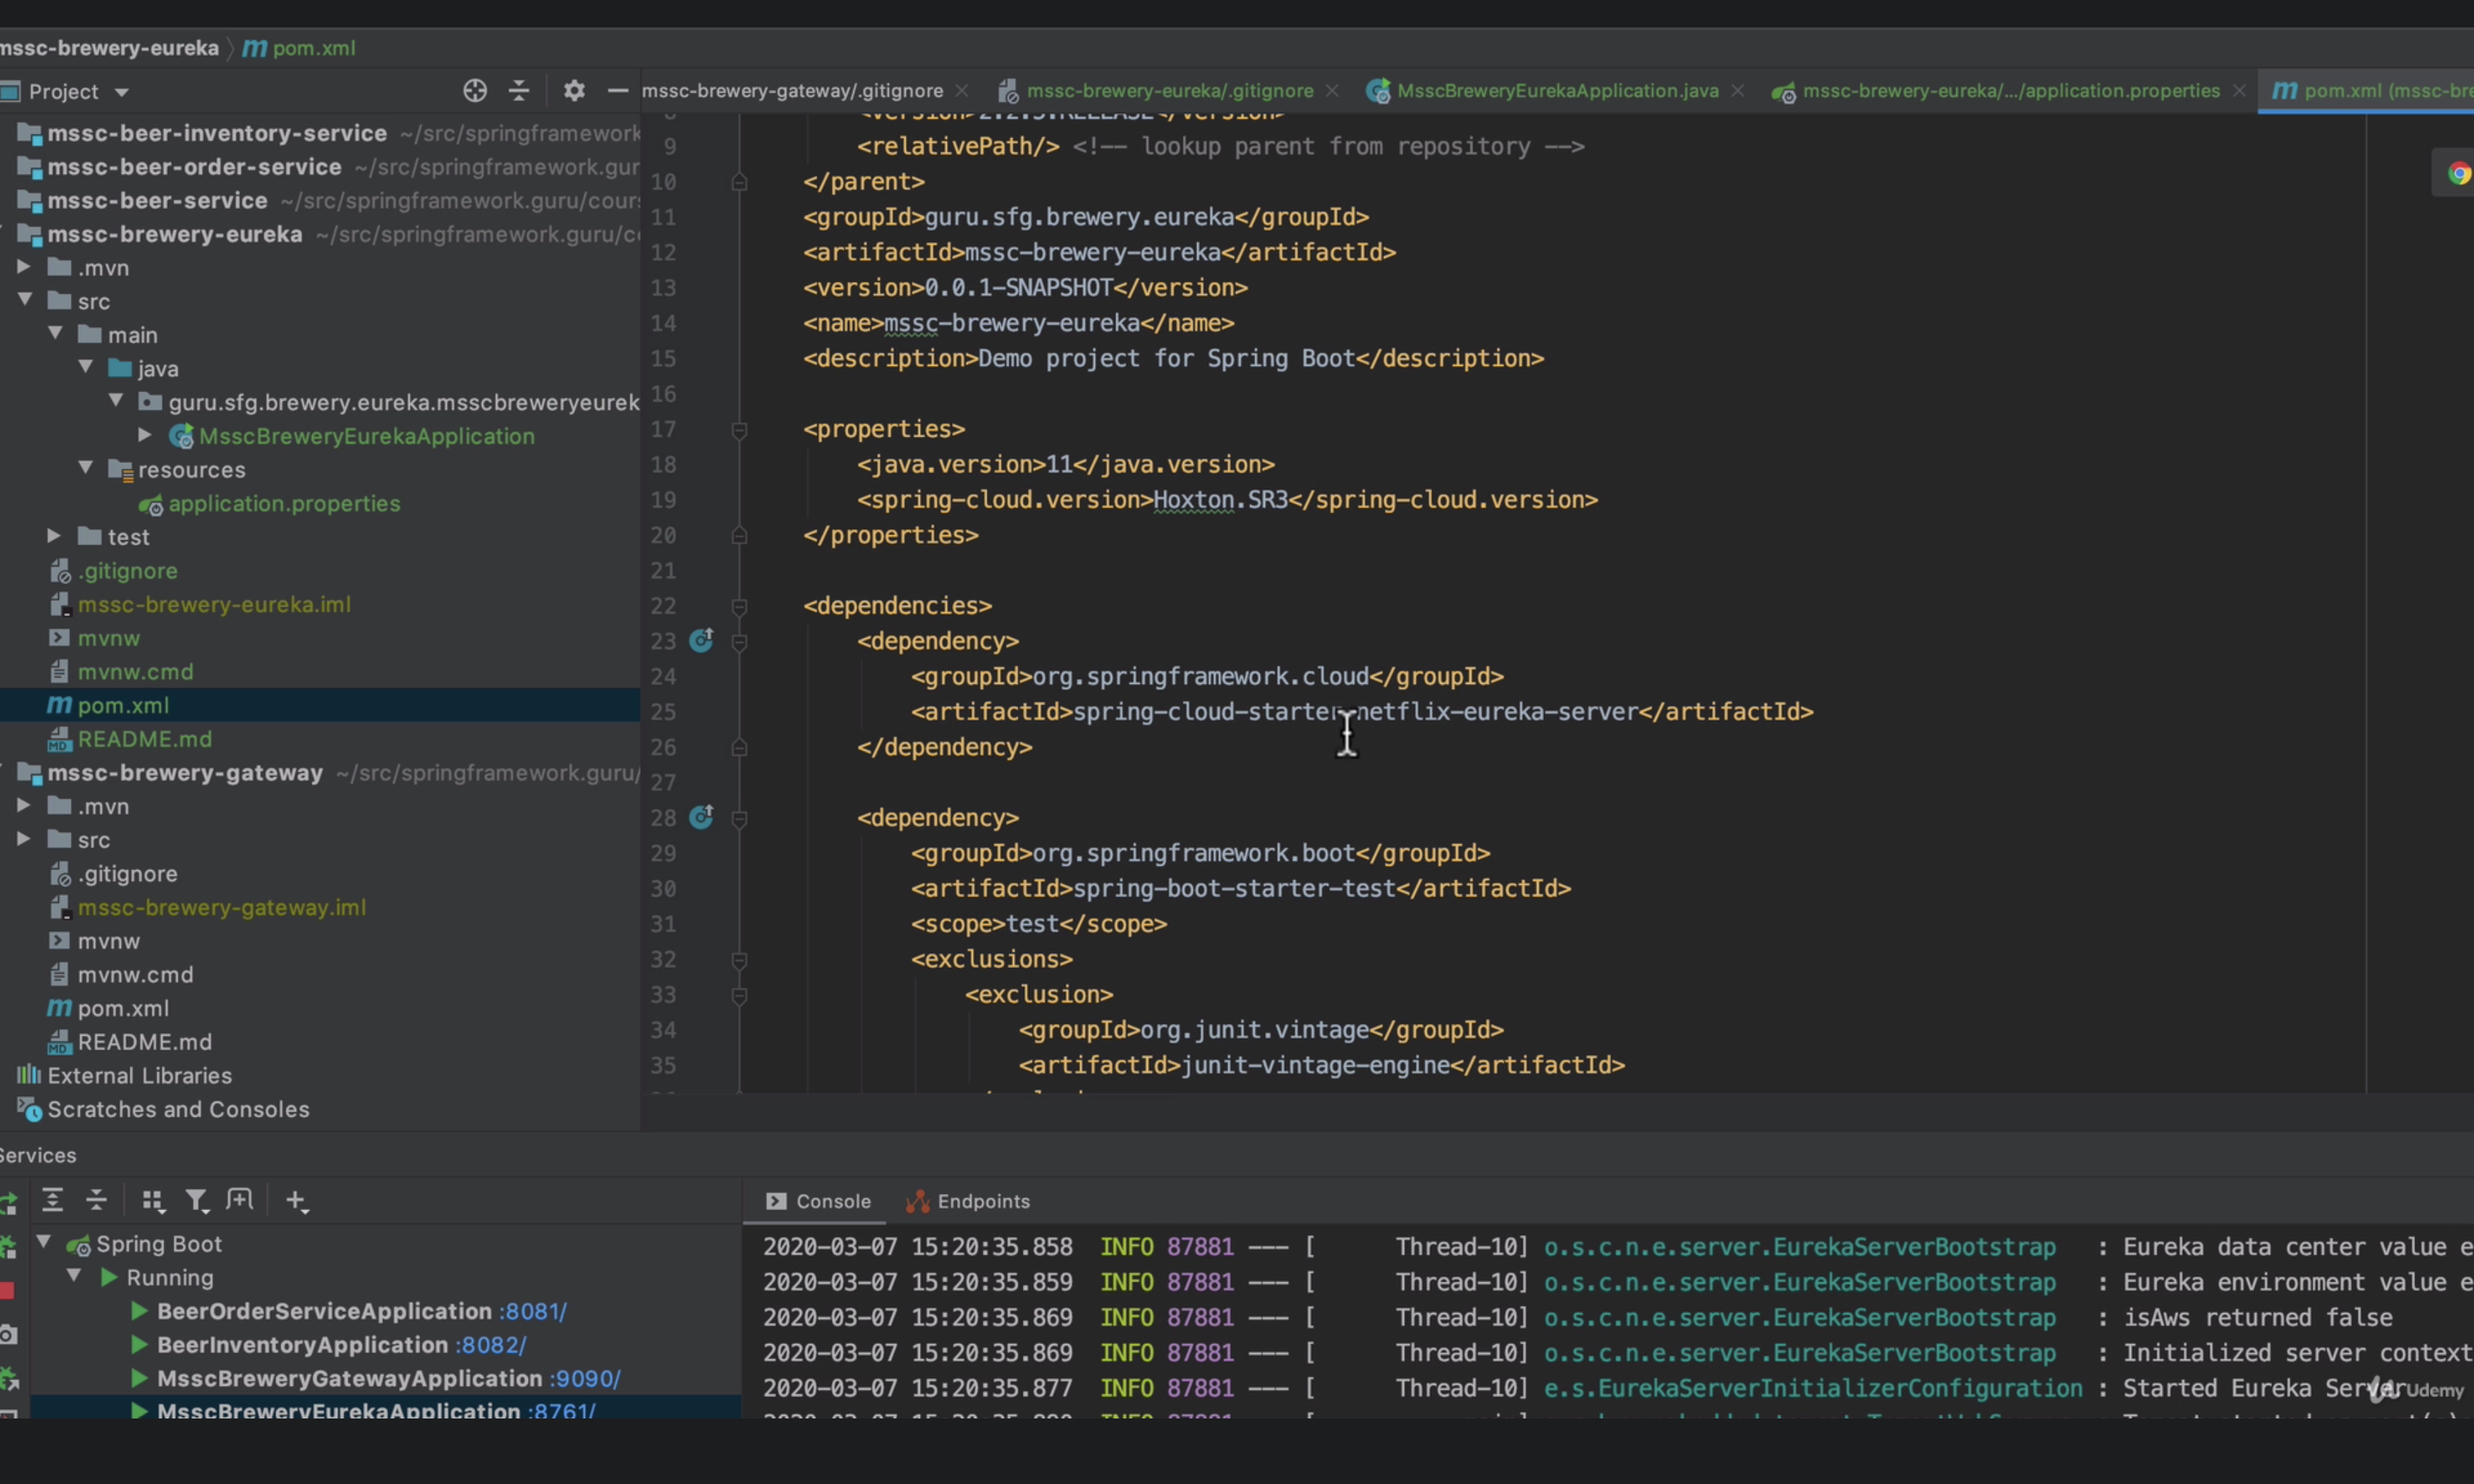 mssc-brewery-eureka pom.xml
Project
mssc-brewery-gateway/.gitignore mssc-brewery-eureka/.gitignore MsscBreweryEurekaApplication.java mssc-brewery-eureka/.../application.properties pom.xml (mssc-bre
mssc-beer-inventory-service ~/src/springframework
mssc-beer-order-service ~/src/springframework.gur
mssc-beer-service ~/src/springframework.guru/cour
mssc-brewery-eureka ~/src/springframework.guru/c
.mvn
src
main
java
guru.sfg.brewery.eureka.msscbreweryeurek
MsscBreweryEurekaApplication
resources
application.properties
test
.gitignore
mssc-brewery-eureka.iml
mvnw
mvnw.cmd
pom.xml
README.md
mssc-brewery-gateway ~/src/springframework.guru/
.mvn
src
.gitignore
mssc-brewery-gateway.iml
mvnw
mvnw.cmd
pom.xml
README.md
External Libraries
Scratches and Consoles
<version>2.2.5.RELEASE</version>
9 <relativePath/> <!-- lookup parent from repository -->
10 </parent>
11 <groupId>guru.sfg.brewery.eureka</groupId>
12 <artifactId>mssc-brewery-eureka</artifactId>
13 <version>0.0.1-SNAPSHOT</version>
14 <name>mssc-brewery-eureka</name>
15 <description>Demo project for Spring Boot</description>
16
17 <properties>
18 <java.version>11</java.version>
19 <spring-cloud.version>Hoxton.SR3</spring-cloud.version>
20 </properties>
21
22 <dependencies>
23 <dependency>
24 <groupId>org.springframework.cloud</groupId>
25 <artifactId>spring-cloud-starter-netflix-eureka-server</artifactId>
26 </dependency>
27
28 <dependency>
29 <groupId>org.springframework.boot</groupId>
30 <artifactId>spring-boot-starter-test</artifactId>
31 <scope>test</scope>
32 <exclusions>
33 <exclusion>
34 <groupId>org.junit.vintage</groupId>
35 <artifactId>junit-vintage-engine</artifactId>
Services
Spring Boot
Running
BeerOrderServiceApplication :8081/
BeerInventoryApplication :8082/
MsscBreweryGatewayApplication :9090/
MsscBreweryEurekaApplication :8761/
Console Endpoints
2020-03-07 15:20:35.858 INFO 87881 --- [ Thread-10] o.s.c.n.e.server.EurekaServerBootstrap : Eureka data center value e
2020-03-07 15:20:35.859 INFO 87881 --- [ Thread-10] o.s.c.n.e.server.EurekaServerBootstrap : Eureka environment value e
2020-03-07 15:20:35.869 INFO 87881 --- [ Thread-10] o.s.c.n.e.server.EurekaServerBootstrap : isAws returned false
2020-03-07 15:20:35.869 INFO 87881 --- [ Thread-10] o.s.c.n.e.server.EurekaServerBootstrap : Initialized server context
2020-03-07 15:20:35.877 INFO 87881 --- [ Thread-10] e.s.EurekaServerInitializerConfiguration : Started Eureka Server
Udemy